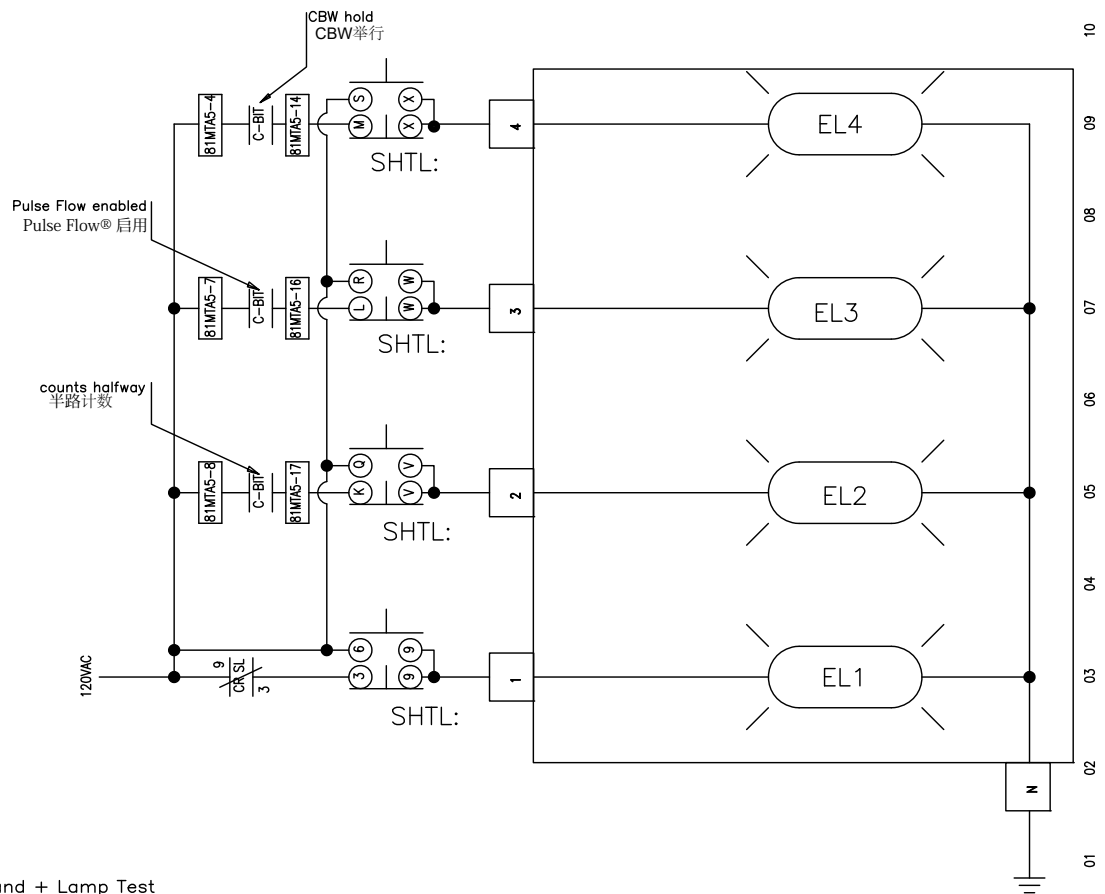 CBW hold
CBW举行
10
81MTA5-4
C-BIT
81MTA5-14
S
X
M
X
SHTL:
4
EL4
09
Pulse Flow enabled
Pulse Flow® 启用
08
81MTA5-7
C-BIT
81MTA5-16
R
W
L
W
SHTL:
3
EL3
07
counts halfway
半路计数
06
81MTA5-8
C-BIT
81MTA5-17
Q
V
K
V
SHTL:
2
EL2
05
04
120VAC
9
CR SL
3
6
9
3
9
SHTL:
1
EL1
03
02
N
01
and + Lamp Test